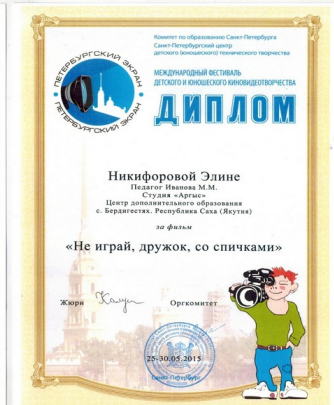 Комитет по образованию Санкт-Петербурга
Санкт-Петербургский центр
детского (юношеского) технического творчества
ПЕТЕРБУРГСКИЙ ЭКРАН
ПЕТЕРБУРГСКИЙ ЭКРАН
МЕЖДУНАРОДНЫЙ ФЕСТИВАЛЬ
ДЕТСКОГО И ЮНОШЕСКОГО КИНОВИДЕОТВОРЧЕСТВА
ДИПЛОМ
Никифоровой Элине
Педагог Иванова М.М.
Студия «Аргыс»
Центр дополнительного образования
с. Бердигестях. Республика Саха (Якутия)
за фильм
«Не играй, дружок, со спичками»
Жюри
Оргкомитет
25-30.05.2015
Санкт-Петербург